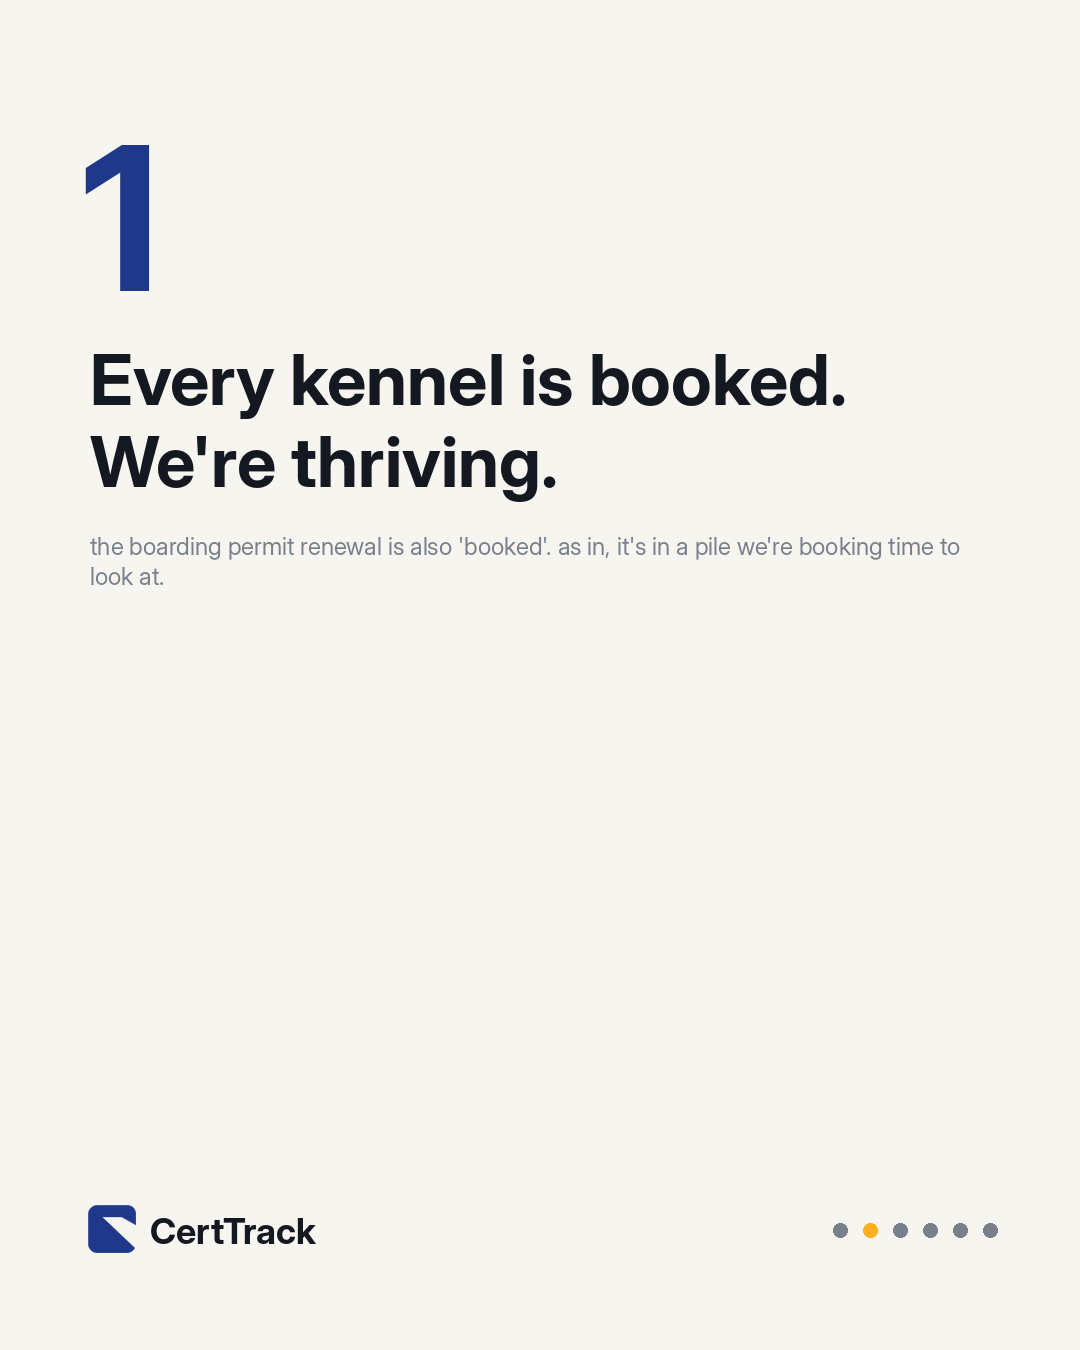 1
Every kennel is booked.
We're thriving.
the boarding permit renewal is also 'booked'. as in, it's in a pile we're booking time to
look at.
CertTrack